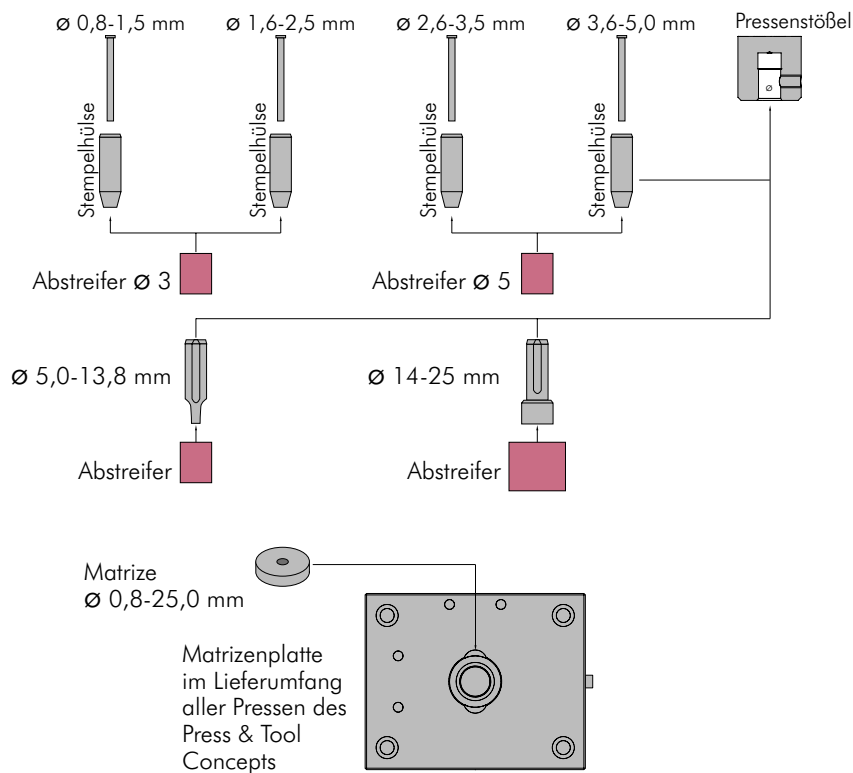 ø 0,8-1,5 mm
ø 1,6-2,5 mm
ø 2,6-3,5 mm
ø 3,6-5,0 mm
Pressenstößel
ø
Stempelhülse
Stempelhülse
Stempelhülse
Stempelhülse
Abstreifer ø 3
Abstreifer ø 5
ø 5,0-13,8 mm
ø 14-25 mm
Abstreifer
Abstreifer
Matrize
ø 0,8-25,0 mm
Matrizenplatte
im Lieferumfang
aller Pressen des
Press & Tool
Concepts